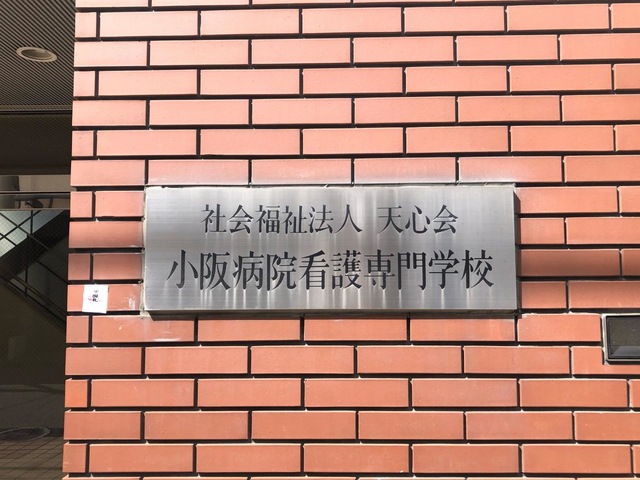 社会福祉法人 天心会
小阪病院看護専門学校